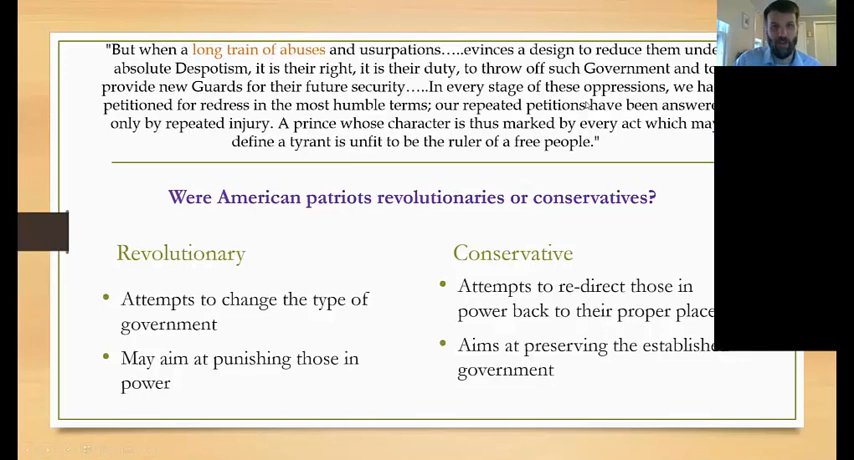 "But when a long train of abuses and usurpations…..evinces a design to reduce them unde
absolute Despotism, it is their right, it is their duty, to throw off such Government and to
provide new Guards for their future security…..In every stage of these oppressions, we ha
petitioned for redress in the most humble terms; our repeated petitions have been answere
only by repeated injury. A prince whose character is thus marked by every act which may
define a tyrant is unfit to be the ruler of a free people."
Were American patriots revolutionaries or conservatives?
Revolutionary
• Attempts to change the type of
government
• May aim at punishing those in
power
Conservative
• Attempts to re-direct those in
power back to their proper place
• Aims at preserving the establishe
government